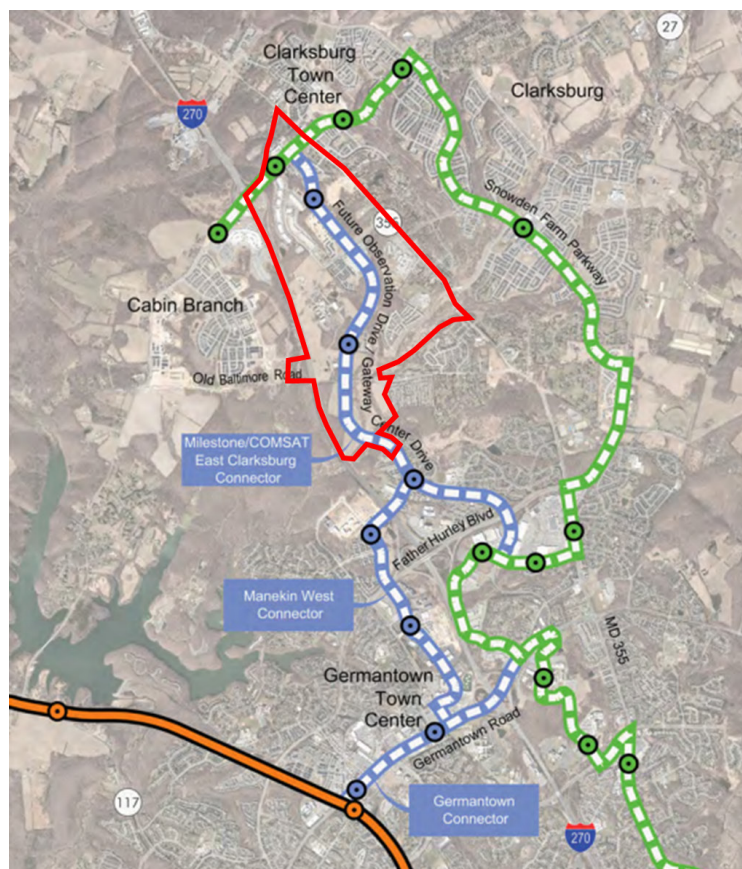 27
Clarksburg
Town
Center
Clarksburg
270
355
Snowden Farm Parkway
Future Observation Drive / Gateway
Center Drive
Cabin Branch
Old Baltimore Road
Milestone/COMSAT
East Clarksburg
Connector
Father Hurley Blvd
Manekin West
Connector
MD 355
Germantown
Town
Center
Germantown Road
117
Germantown
Connector
270